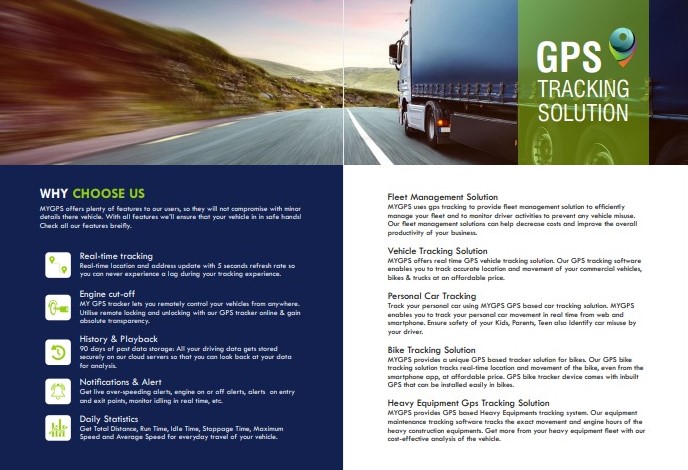 GPS
TRACKING
SOLUTION
WHY CHOOSE US
MYGPS offers plenty of features to our users, so they will not compromise with minor
details there vehicle. With all features we'll ensure that your vehicle in in safe hands!
Check all our features breifly.
Real-time tracking
Real-time location and address update with 5 seconds refresh rate so
you can never experience a lag during your tracking experience.
Engine cut-off
MY GPS tracker lets you remotely control your vehicles from anywhere.
Utilise remote locking and unlocking with our GPS tracker online & gain
absolute transparency.
History & Playback
90 days of past data storage: All your driving data gets stored
securely on our cloud servers so that you can look back at your data
for analysis.
Notifications & Alert
Get live over-speeding alerts, engine on or off alerts, alerts on entry
and exit points, monitor idling in real time, etc.
Daily Statistics
Get Total Distance, Run Time, Idle Time, Stoppage Time, Maximum
Speed and Average Speed for everyday travel of your vehicle.
Fleet Management Solution
MYGPS uses gps tracking to provide fleet management solution to efficiently
manage your fleet and to monitor driver activities to prevent any vehicle misuse.
Our fleet management solutions can help decrease costs and improve the overall
productivity of your business.
Vehicle Tracking Solution
MYGPS offers real time GPS vehicle tracking solution. Our GPS tracking software
enables you to track accurate location and movement of your commercial vehicles,
bikes & trucks at an affordable price.
Personal Car Tracking
Track your personal car using MYGPS GPS based car tracking solution. MYGPS
enables you to track your personal car movement in real time from web and
smartphone. Ensure safety of your Kids, Parents, Teen also Identify car misuse by
your driver.
Bike Tracking Solution
MYGPS provides a unique GPS based tracker solution for bikes. Our GPS bike
tracking solution tracks real-time location and movement of the bike, even from the
smartphone app, at affordable price. GPS bike tracker device comes with inbuilt
GPS that can be installed easily in bikes.
Heavy Equipment Gps Tracking Solution
MYGPS provides GPS based Heavy Equipments tracking system. Our equipment
maintenance tracking software tracks the exact movement and engine hours of the
heavy construction equipments. Get more from your heavy equipment fleet with our
cost-effective analysis of the vehicle.